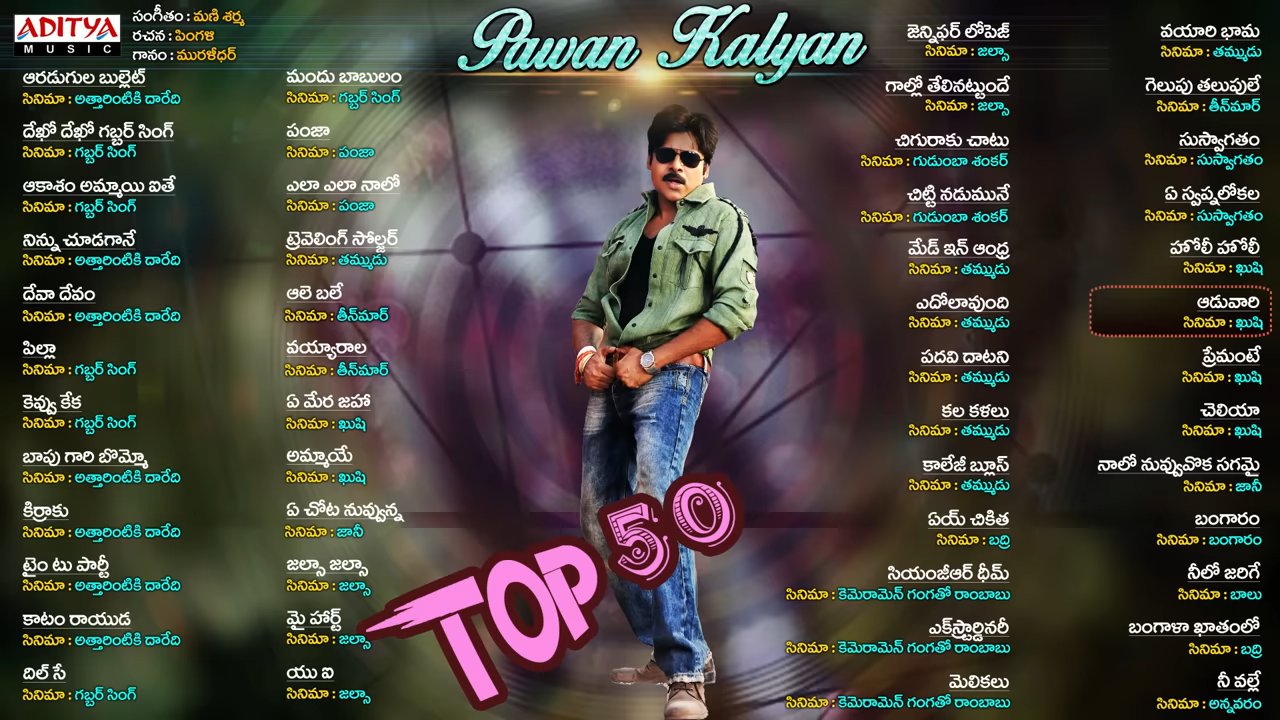 ADITYA
MUSIC
సంగీతం : మణి శర్మ
రచన : పింగళి
గానం : మురళీధర్
Pawan Kalyan
ఆరడుగుల బుల్లెట్
సినిమా : అత్తారింటికి దారేది
దేఖో దేఖో గబ్బర్ సింగ్
సినిమా : గబ్బర్ సింగ్
ఆకాశం అమ్మాయి ఐతే
సినిమా : గబ్బర్ సింగ్
నిన్ను చూడగానే
సినిమా : అత్తారింటికి దారేది
దేవా దేవం
సినిమా : అత్తారింటికి దారేది
పిల్లా
సినిమా : గబ్బర్ సింగ్
కెవ్వు కేక
సినిమా : గబ్బర్ సింగ్
బాపు గారి బొమ్మో
సినిమా : అత్తారింటికి దారేది
కిర్రాకు
సినిమా : అత్తారింటికి దారేది
టైం టు పార్టీ
సినిమా : అత్తారింటికి దారేది
కాటం రాయుడ
సినిమా : అత్తారింటికి దారేది
దిల్ సే
సినిమా : గబ్బర్ సింగ్
మందు బాబులం
సినిమా : గబ్బర్ సింగ్
పంజా
సినిమా : పంజా
ఎలా ఎలా నాలో
సినిమా : పంజా
ట్రావెలింగ్ సోల్జర్
సినిమా : తమ్ముడు
ఆలె బలే
సినిమా : తీన్‌మార్
వయ్యారాల
సినిమా : తీన్‌మార్
ఏ మేర జహా
సినిమా : ఖుషి
అమ్మాయే
సినిమా : ఖుషి
ఏ చోట నువ్వున్న
సినిమా : జానీ
జల్సా జల్సా
సినిమా : జల్సా
మై హార్ట్
సినిమా : జల్సా
యు ఐ
సినిమా : జల్సా
TOP 50
జెన్నిఫర్ లోపెజ్
సినిమా : జల్సా
గాల్లో తేలినట్టుందే
సినిమా : జల్సా
చిగురాకు చాటు
సినిమా : గుడుంబా శంకర్
చిట్టి నడుమునే
సినిమా : గుడుంబా శంకర్
మేడ్ ఇన్ ఆంధ్ర
సినిమా : తమ్ముడు
ఎదోలావుంది
సినిమా : తమ్ముడు
పదవి దాటని
సినిమా : తమ్ముడు
కల కళలు
సినిమా : తమ్ముడు
కాలేజీ బ్లూస్
సినిమా : తమ్ముడు
ఏయ్ చికిత
సినిమా : బద్రి
సియంజీఆర్ థీమ్
సినిమా : కెమెరామెన్ గంగతో రాంబాబు
ఎక్‌స్ట్రార్డినరీ
సినిమా : కెమెరామెన్ గంగతో రాంబాబు
మెలికలు
సినిమా : కెమెరామెన్ గంగతో రాంబాబు
వయారి భామ
సినిమా : తమ్ముడు
గెలుపు తలుపులే
సినిమా : తీన్‌మార్
సుస్వాగతం
సినిమా : సుస్వాగతం
ఏ స్వప్నలోకల
సినిమా : సుస్వాగతం
హోలీ హోలీ
సినిమా : ఖుషి
ఆడువారి
సినిమా : ఖుషి
ప్రేమంటే
సినిమా : ఖుషి
చెలియా
సినిమా : ఖుషి
నాలో నువ్వువొక సగమై
సినిమా : జానీ
బంగారం
సినిమా : బంగారం
నీలో జరిగే
సినిమా : బాలు
బంగాళా ఖాతంలో
సినిమా : బద్రి
నీ వల్లే
సినిమా : అన్నవరం